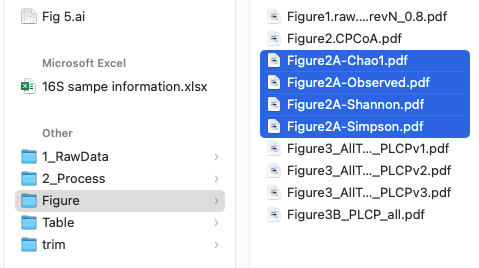 Fig 5.ai
Microsoft Excel
16S sampe information.xlsx
Other
1_RawData
2_Process
Figure
Table
trim
Figure1.raw....revN_0.8.pdf
Figure2.CPCoA.pdf
Figure2A-Chao1.pdf
Figure2A-Observed.pdf
Figure2A-Shannon.pdf
Figure2A-Simpson.pdf
Figure3_AllT..._PLCPv1.pdf
Figure3_AllT..._PLCPv2.pdf
Figure3_AllT..._PLCPv3.pdf
Figure3B_PLCP_all.pdf